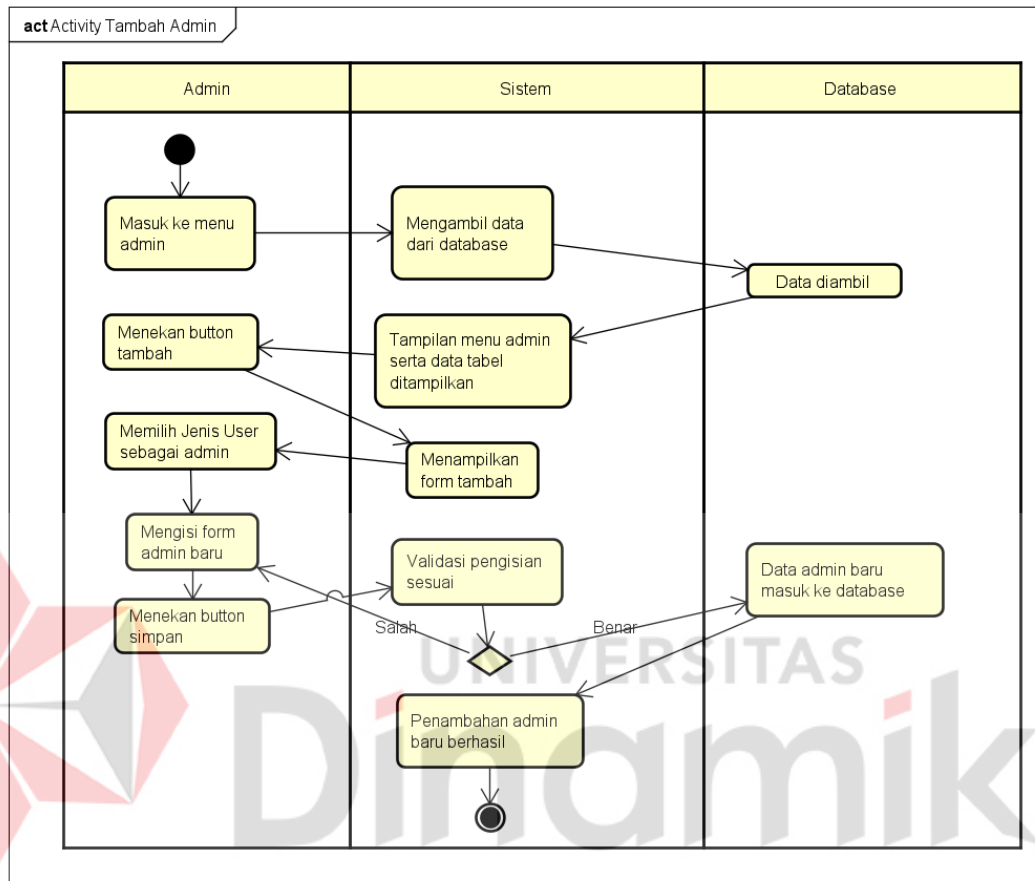 act Activity Tambah Admin
Admin
Sistem
Database
Masuk ke menu
admin
Mengambil data
dari database
Data diambil
Tampilan menu admin
serta data tabel
ditampilkan
Menekan button
tambah
Menampilkan
form tambah
Memilih Jenis User
sebagai admin
Mengisi form
admin baru
Menekan button
simpan
Validasi pengisian
sesuai
Salah
Benar
Data admin baru
masuk ke database
Penambahan admin
baru berhasil
UNIVERSITAS
Dinamik